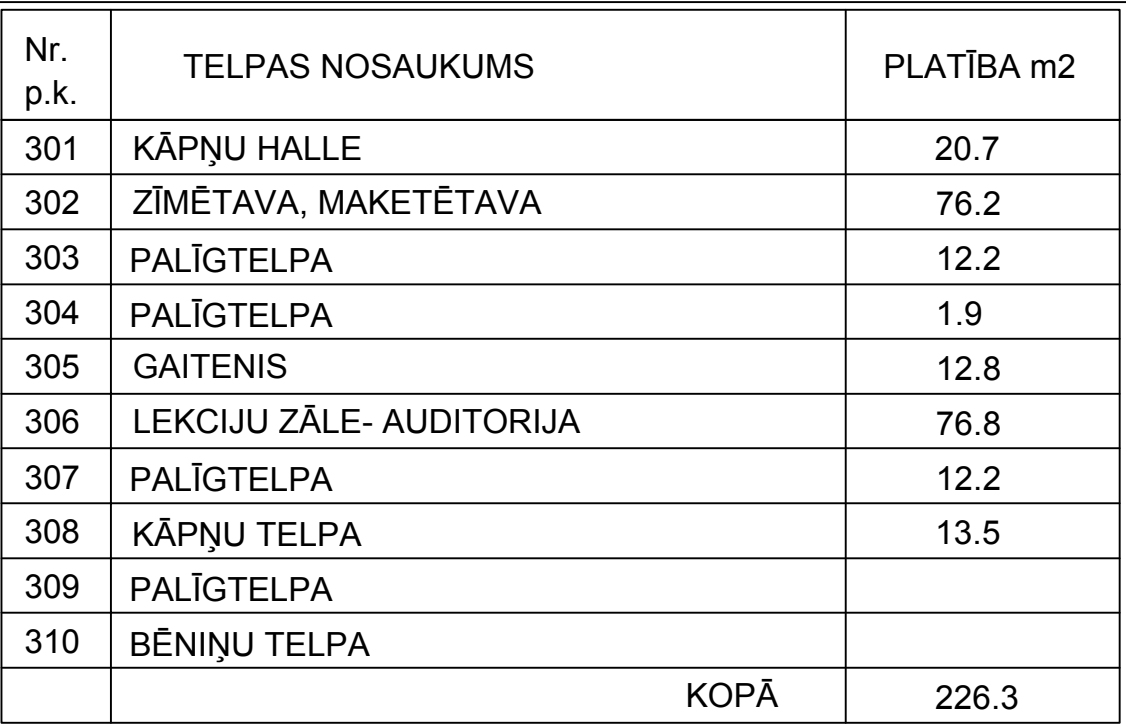 Nr. p.k. TELPAS NOSAUKUMS PLATĪBA m2
301 KĀPŅU HALLE 20.7
302 ZĪMĒTAVA, MAKETĒTAVA 76.2
303 PALĪGTELPA 12.2
304 PALĪGTELPA 1.9
305 GAITENIS 12.8
306 LEKCIJU ZĀLE- AUDITORIJA 76.8
307 PALĪGTELPA 12.2
308 KĀPŅU TELPA 13.5
309 PALĪGTELPA
310 BĒNIŅU TELPA
KOPĀ 226.3